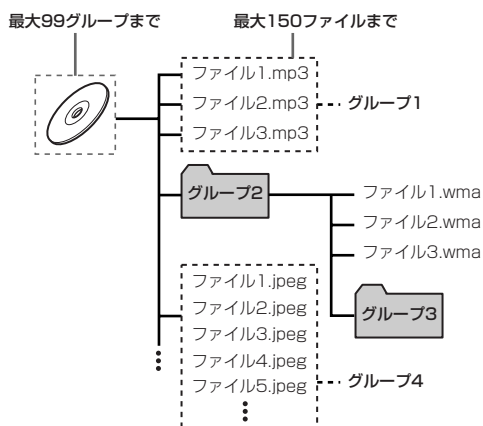 最大99グループまで
最大150ファイルまで
ファイル1.mp3
ファイル2.mp3
ファイル3.mp3
グループ1
グループ2
ファイル1.wma
ファイル2.wma
ファイル3.wma
グループ3
ファイル1.jpeg
ファイル2.jpeg
ファイル3.jpeg
ファイル4.jpeg
ファイル5.jpeg
グループ4